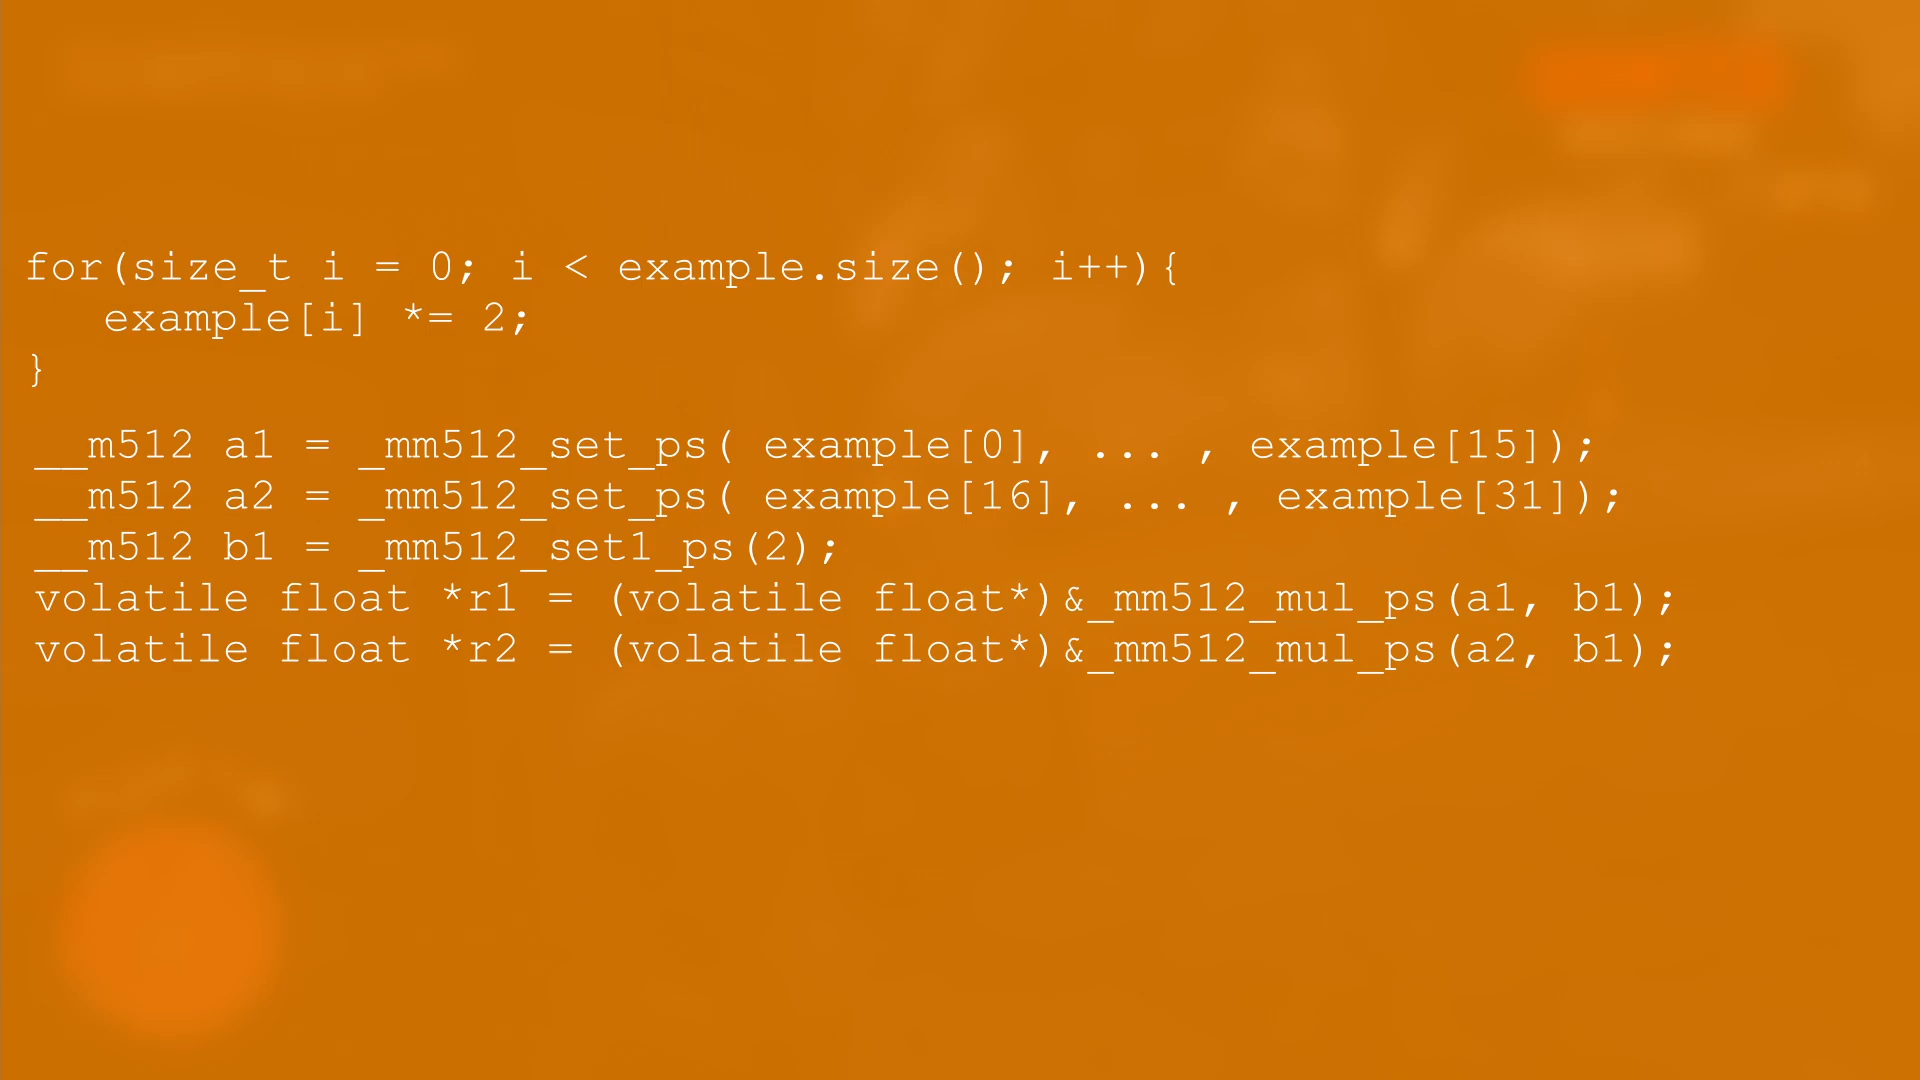 for(size_t i = 0; i < example.size(); i++){
   example[i] *= 2;
}
__m512 a1 = _mm512_set_ps( example[0], ... , example[15]);
__m512 a2 = _mm512_set_ps( example[16], ... , example[31]);
__m512 b1 = _mm512_set1_ps(2);
volatile float *r1 = (volatile float*)&_mm512_mul_ps(a1, b1);
volatile float *r2 = (volatile float*)&_mm512_mul_ps(a2, b1);